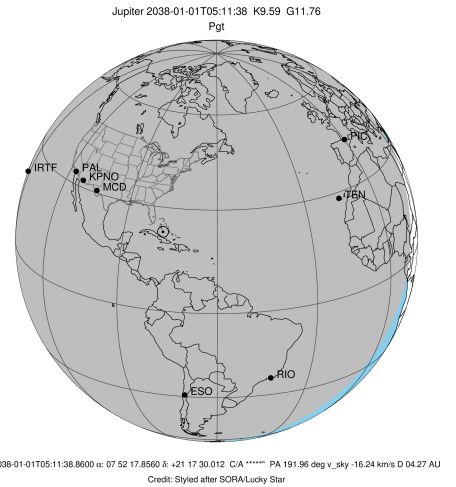 Jupiter 2038-01-01T05:11:38 K9.59 G11.76
Pgt
IRTF
PAL
KPNO
MCD
PIC
TEN
RIO
ESO
038-01-01T05:11:38.8600 α: 07 52 17.8560 δ: +21 17 30.012 C/A *****" PA 191.96 deg v_sky -16.24 km/s D 04.27 AU
Credit: Styled after SORA/Lucky Star